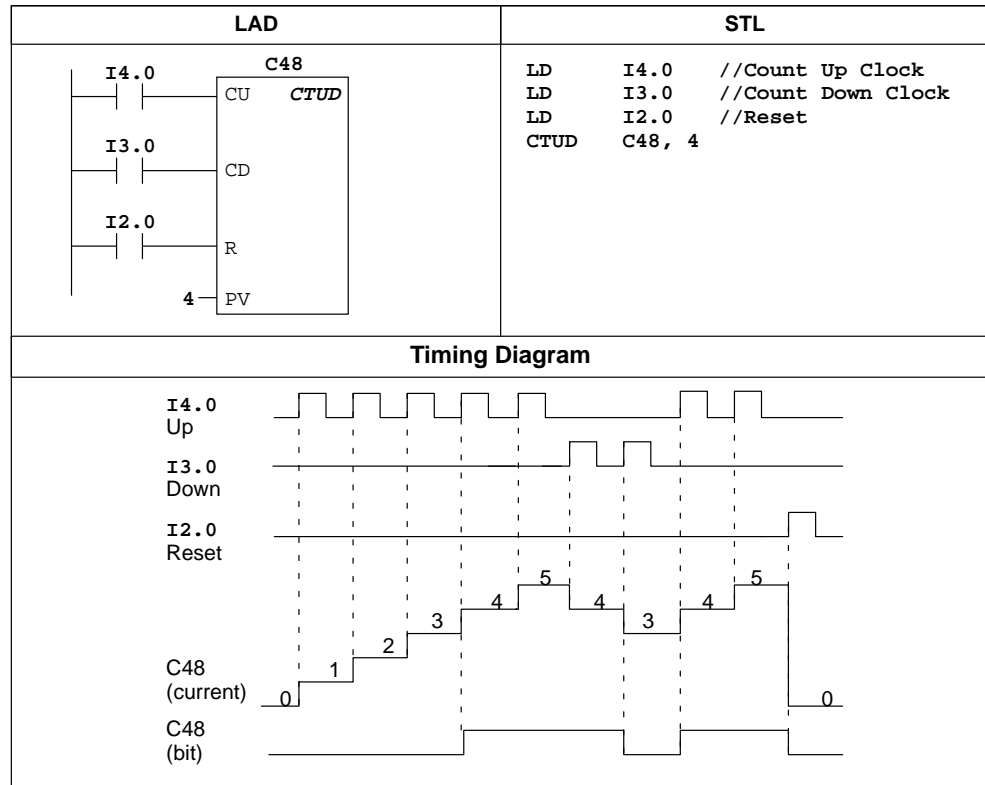 LAD
STL
I4.0
C48
CU CTUD
I3.0
CD
I2.0
R
4 PV
LD I4.0 //Count Up Clock
LD I3.0 //Count Down Clock
LD I2.0 //Reset
CTUD C48, 4
Timing Diagram
I4.0
Up
I3.0
Down
I2.0
Reset
C48
(current)
0 1 2 3 4 5 4 3 4 5 0
C48
(bit)